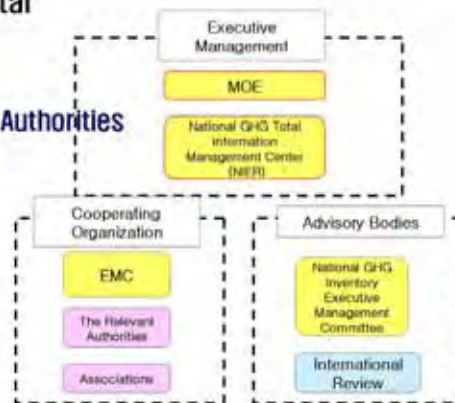 tal
Executive
Management
MOE
Authorities
National GHG Total
Information
Management Center
(NIER)
Cooperating
Organization
Advisory Bodies
EMC
National GHG
Inventory
Executive
Management
Committee
The Relevant
Authorities
International
Review
Associations